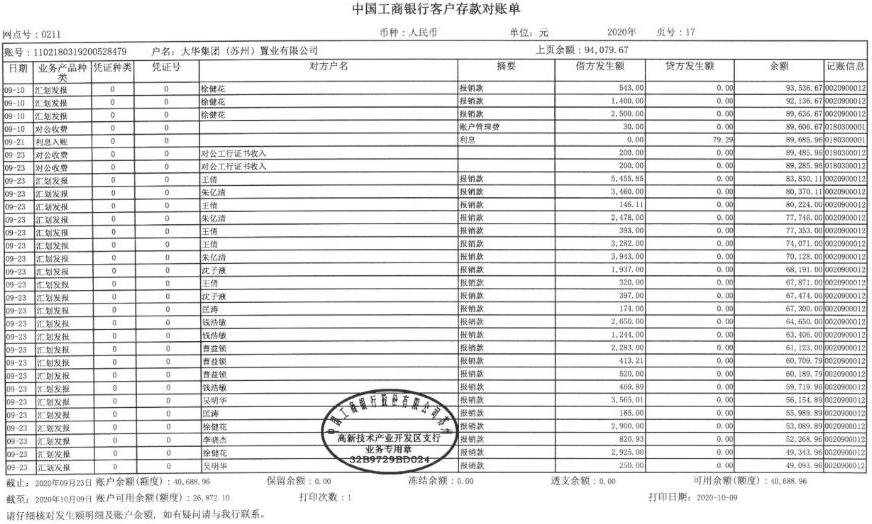 中国工商银行客户存款对账单
网点号：0211 币种：人民币 单位：元 2020年 页号：17
账号：1102180319200528479 户名：大华集团（苏州）置业有限公司 上页余额：94,079.67
日期 业务产品种类 凭证种类 凭证号 对方户名 摘要 借方发生额 贷方发生额 余额 记账信息
09-10 汇划发报 0 0 徐健花 报销款 543.00 0.00 93,536.67 0020900012
09-10 汇划发报 0 0 徐健花 报销款 1,400.00 0.00 92,136.67 0020900012
09-10 汇划发报 0 0 徐健花 报销款 2,500.00 0.00 89,636.67 0020900012
09-10 对公收费 0 0 账户管理费 30.00 0.00 89,606.67 0180300001
09-21 利息入账 0 0 利息 0.00 79.29 89,685.96 0180300001
09-23 对公收费 0 0 对公工行证书收入 200.00 0.00 89,485.96 0180300012
09-23 对公收费 0 0 对公工行证书收入 200.00 0.00 89,285.96 0180300012
09-23 汇划发报 0 0 王倩 报销款 5,455.85 0.00 83,830.11 0020900012
09-23 汇划发报 0 0 朱亿清 报销款 3,460.00 0.00 80,370.11 0020900012
09-23 汇划发报 0 0 王倩 报销款 146.11 0.00 80,224.00 0020900012
09-23 汇划发报 0 0 朱亿清 报销款 2,478.00 0.00 77,746.00 0020900012
09-23 汇划发报 0 0 王倩 报销款 393.00 0.00 77,353.00 0020900012
09-23 汇划发报 0 0 王倩 报销款 3,282.00 0.00 74,071.00 0020900012
09-23 汇划发报 0 0 朱亿清 报销款 3,943.00 0.00 70,128.00 0020900012
09-23 汇划发报 0 0 沈子液 报销款 1,937.00 0.00 68,191.00 0020900012
09-23 汇划发报 0 0 王倩 报销款 320.00 0.00 67,871.00 0020900012
09-23 汇划发报 0 0 沈子液 报销款 397.00 0.00 67,474.00 0020900012
09-23 汇划发报 0 0 匡涛 报销款 174.00 0.00 67,300.00 0020900012
09-23 汇划发报 0 0 钱浩敏 报销款 2,650.00 0.00 64,650.00 0020900012
09-23 汇划发报 0 0 钱浩敏 报销款 1,244.00 0.00 63,406.00 0020900012
09-23 汇划发报 0 0 曹益锁 报销款 2,283.00 0.00 61,123.00 0020900012
09-23 汇划发报 0 0 曹益锁 报销款 413.21 0.00 60,709.79 0020900012
09-23 汇划发报 0 0 曹益锁 报销款 520.00 0.00 60,189.79 0020900012
09-23 汇划发报 0 0 钱浩敏 报销款 469.89 0.00 59,719.90 0020900012
09-23 汇划发报 0 0 吴明华 报销款 3,565.01 0.00 56,154.89 0020900012
09-23 汇划发报 0 0 匡涛 报销款 165.00 0.00 55,989.89 0020900012
09-23 汇划发报 0 0 徐健花 报销款 2,900.00 0.00 53,089.89 0020900012
09-23 汇划发报 0 0 李晓杰 报销款 820.93 0.00 52,268.96 0020900012
09-23 汇划发报 0 0 徐健花 报销款 2,925.00 0.00 49,343.96 0020900012
09-23 汇划发报 0 0 吴明华 报销款 250.00 0.00 49,093.96 0020900012
中国工商银行股份有限公司苏州
高新技术产业开发区支行
业务专用章
32B9729BD024
截止：2020年09月23日 账户余额(额度)：40,688.96 保留余额：0.00 冻结余额：0.00 透支余额：0.00 可用余额(额度)：40,688.96
截至：2020年10月09日 账户可用余额(额度)：26,872.10 打印次数：1 打印日期：2020-10-09
请仔细核对发生额明细及账户余额，如有疑问请与我行联系。